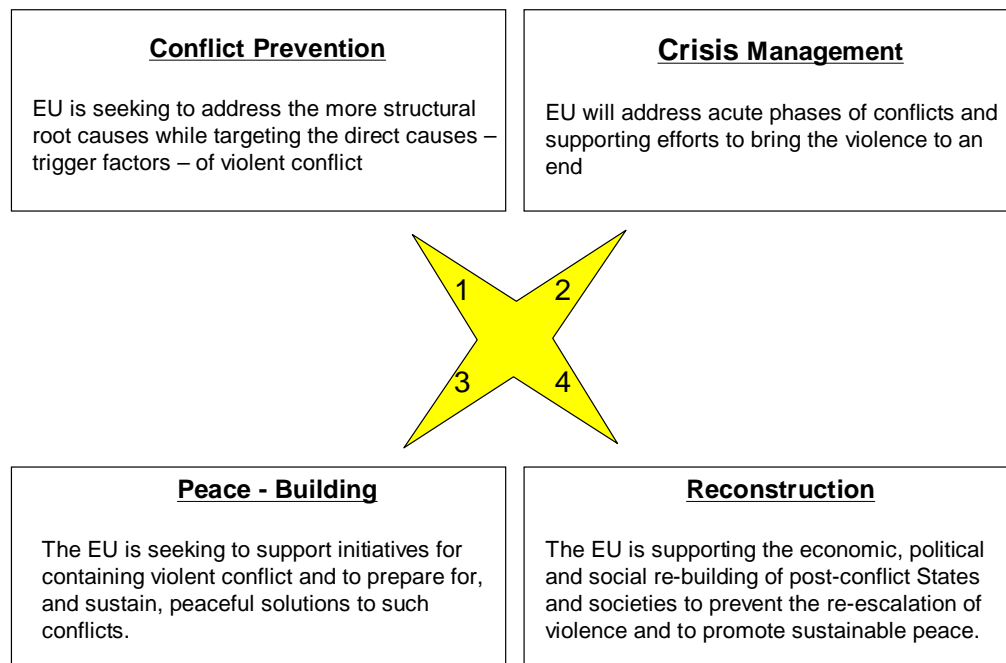 Conflict Prevention
EU is seeking to address the more structural
root causes while targeting the direct causes –
trigger factors – of violent conflict
Crisis Management
EU will address acute phases of conflicts and
supporting efforts to bring the violence to an
end
1 2
3 4
Peace - Building
The EU is seeking to support initiatives for
containing violent conflict and to prepare for,
and sustain, peaceful solutions to such
conflicts.
Reconstruction
The EU is supporting the economic, political
and social re-building of post-conflict States
and societies to prevent the re-escalation of
violence and to promote sustainable peace.